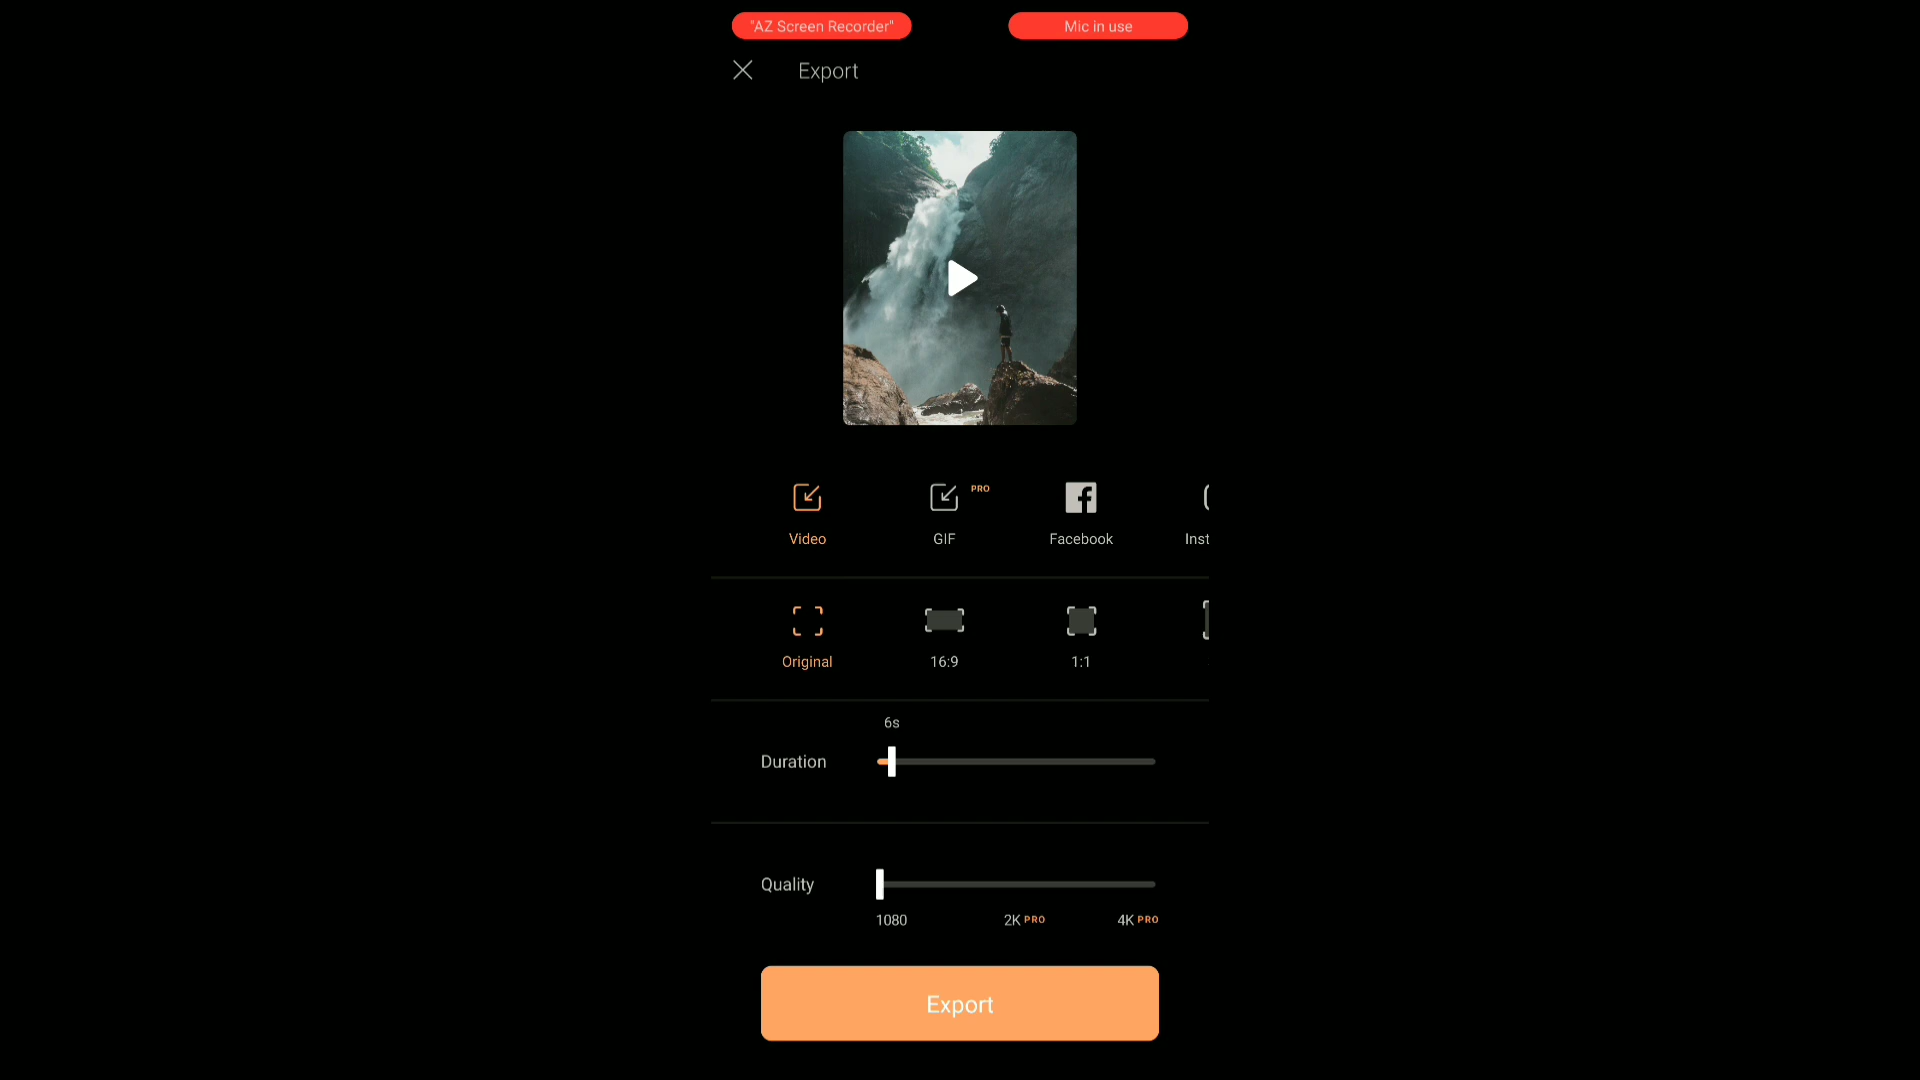 "AZ Screen Recorder" Mic in use
Export
PRO
Video GIF Facebook Inst
Original 16:9 1:1
6s
Duration
Quality
1080 2K PRO 4K PRO
Export